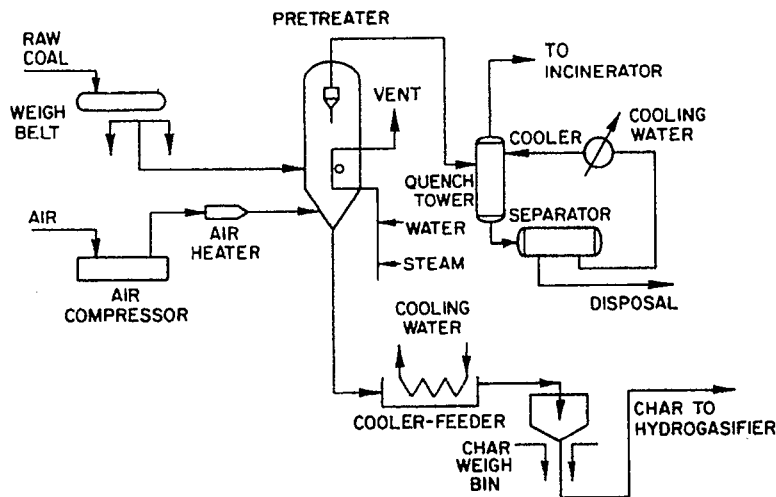 PRETREATER
RAW
COAL
WEIGH
BELT
VENT
TO
INCINERATOR
COOLING
WATER
COOLER
QUENCH
TOWER
SEPARATOR
DISPOSAL
AIR
AIR
HEATER
WATER
STEAM
AIR
COMPRESSOR
COOLING
WATER
COOLER-FEEDER
CHAR
WEIGH
BIN
CHAR TO
HYDROGASIFIER